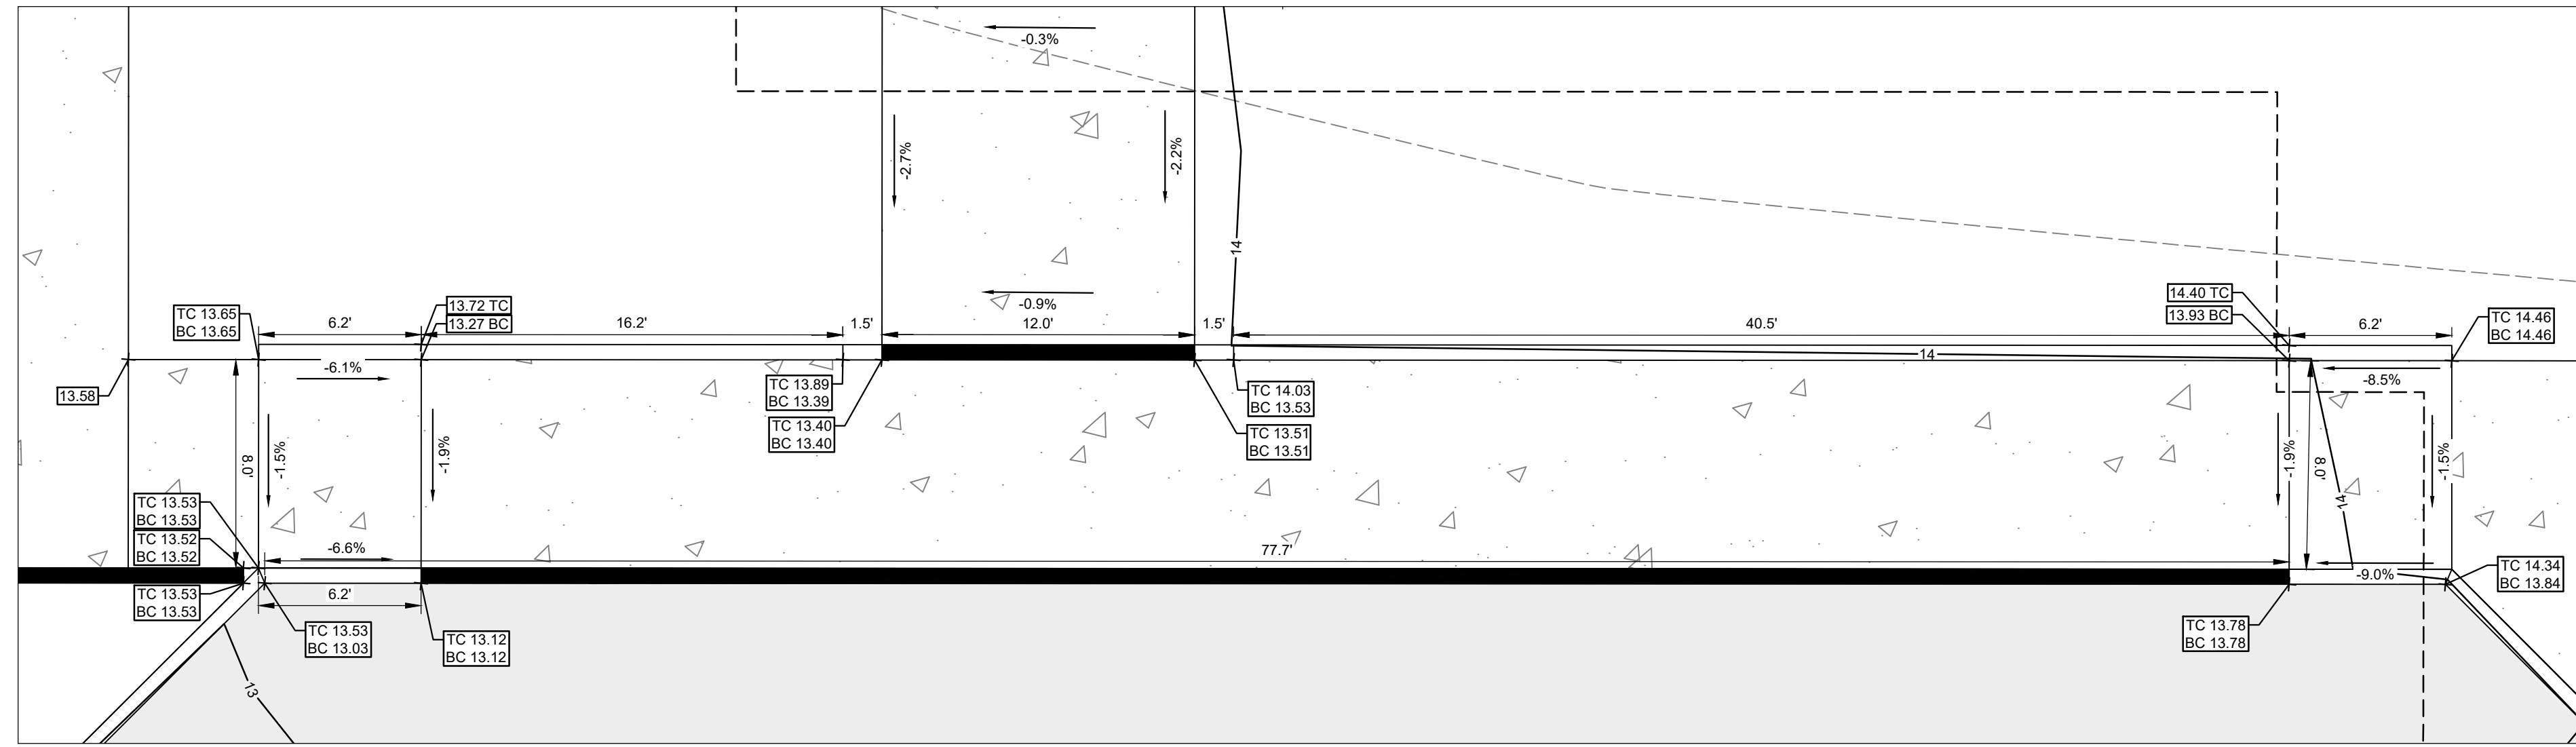 -0.3%
-2.7%
-2.2%
14
-0.9%
TC 13.65
BC 13.65
6.2'
13.72 TC
13.27 BC
16.2'
1.5'
12.0'
1.5'
40.5'
14.40 TC
13.93 BC
6.2'
TC 14.46
BC 14.46
13.58
-6.1%
TC 13.89
BC 13.39
TC 13.40
BC 13.40
TC 14.03
BC 13.53
TC 13.51
BC 13.51
14
-8.5%
8.0'
-1.5%
-1.9%
-1.9%
8.0'
14
-1.5%
TC 13.53
BC 13.53
TC 13.52
BC 13.52
TC 13.53
BC 13.53
-6.6%
77.7'
-9.0%
TC 14.34
BC 13.84
6.2'
TC 13.53
BC 13.03
TC 13.12
BC 13.12
TC 13.78
BC 13.78
13